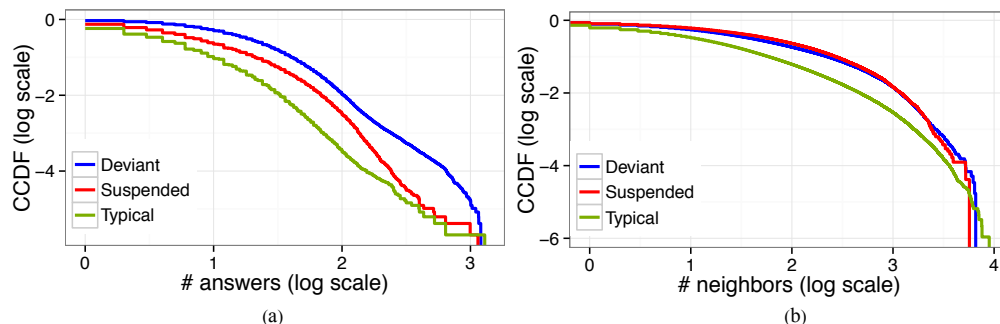 CCDF (log scale)
0
−2
−4
Deviant
Suspended
Typical
0 1 2 3
# answers (log scale)
(a)
CCDF (log scale)
0
−2
−4
−6
Deviant
Suspended
Typical
0 1 2 3 4
# neighbors (log scale)
(b)